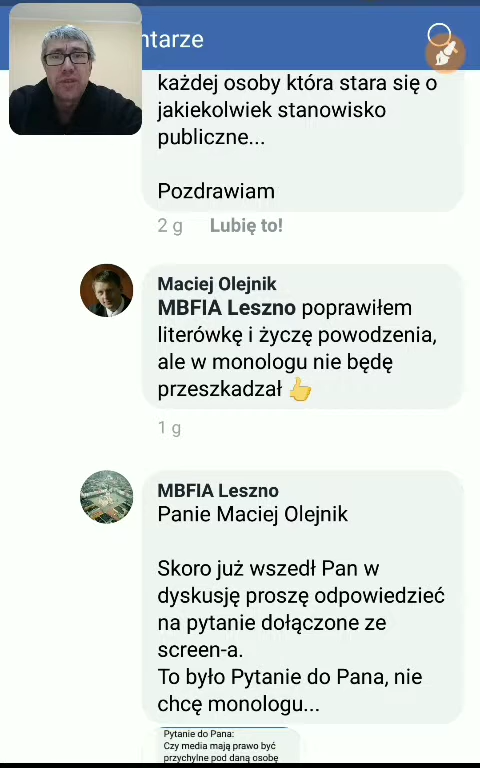 ntarze
każdej osoby która stara się o
jakiekolwiek stanowisko
publiczne...
Pozdrawiam
2 g Lubię to!
Maciej Olejnik
MBFIA Leszno poprawiłem
literówkę i życzę powodzenia,
ale w monologu nie będę
przeszkadzał 👍
1 g
MBFIA Leszno
Panie Maciej Olejnik
Skoro już wszedł Pan w
dyskusję proszę odpowiedzieć
na pytanie dołączone ze
screen-a.
To było Pytanie do Pana, nie
chcę monologu...
Pytanie do Pana:
Czy media mają prawo być
przychylne pod daną osobę